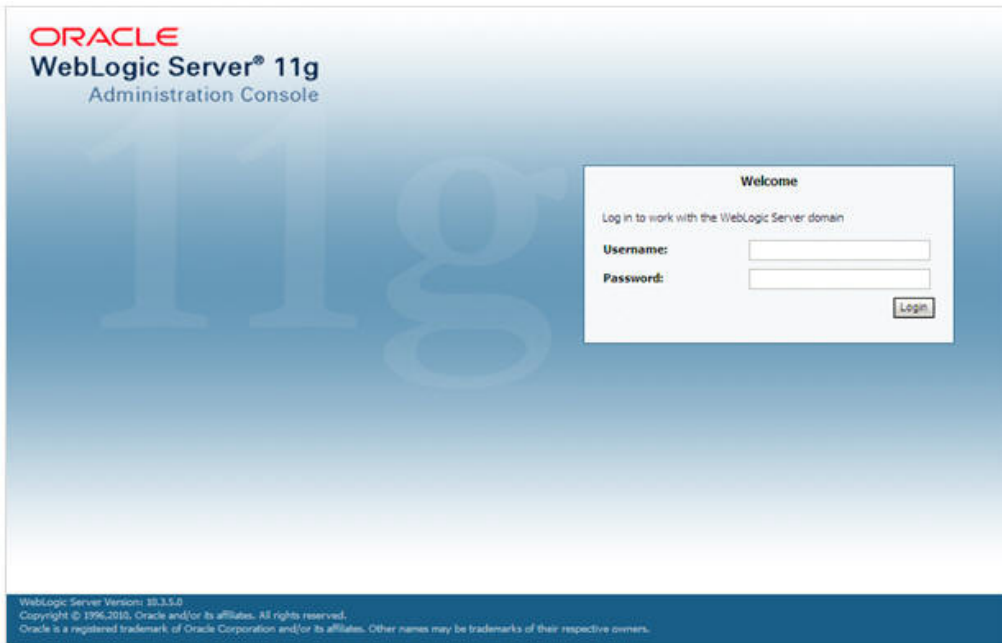 ORACLE
WebLogic Server® 11g
Administration Console
11g
Welcome
Log in to work with the WebLogic Server domain
Username:
Password:
Login
WebLogic Server Version: 10.3.5.0
Copyright © 1996,2010, Oracle and/or its affiliates. All rights reserved.
Oracle is a registered trademark of Oracle Corporation and/or its affiliates. Other names may be trademarks of their respective owners.